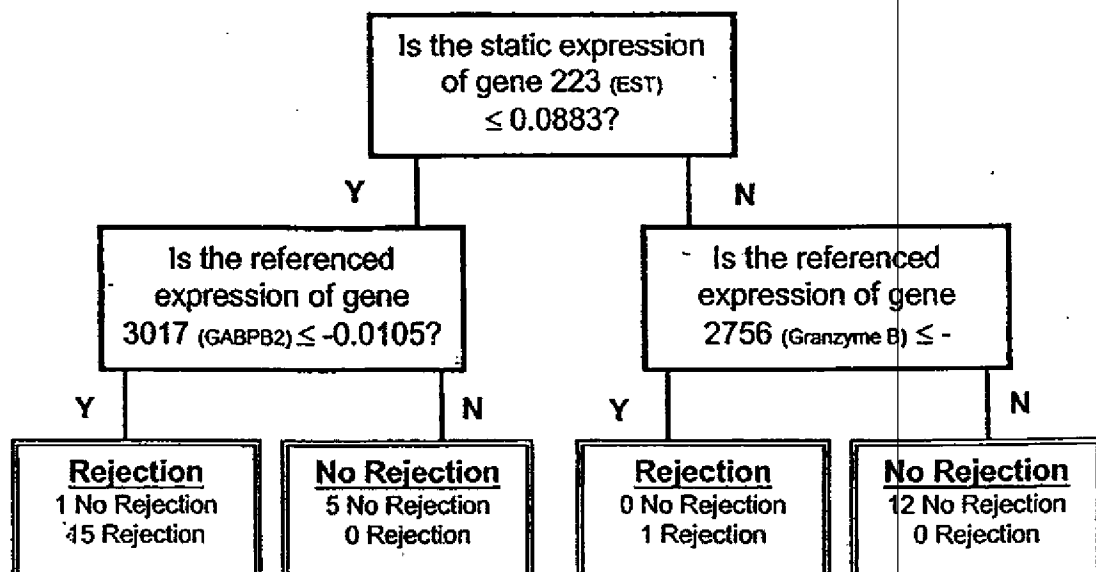 Is the static expression
of gene 223 (EST)
≤ 0.0883?
Y
N
Is the referenced
expression of gene
3017 (GABPB2) ≤ -0.0105?
Is the referenced
expression of gene
2756 (Granzyme B) ≤ -
Y
N
Y
N
Rejection
1 No Rejection
15 Rejection
No Rejection
5 No Rejection
0 Rejection
Rejection
0 No Rejection
1 Rejection
No Rejection
12 No Rejection
0 Rejection